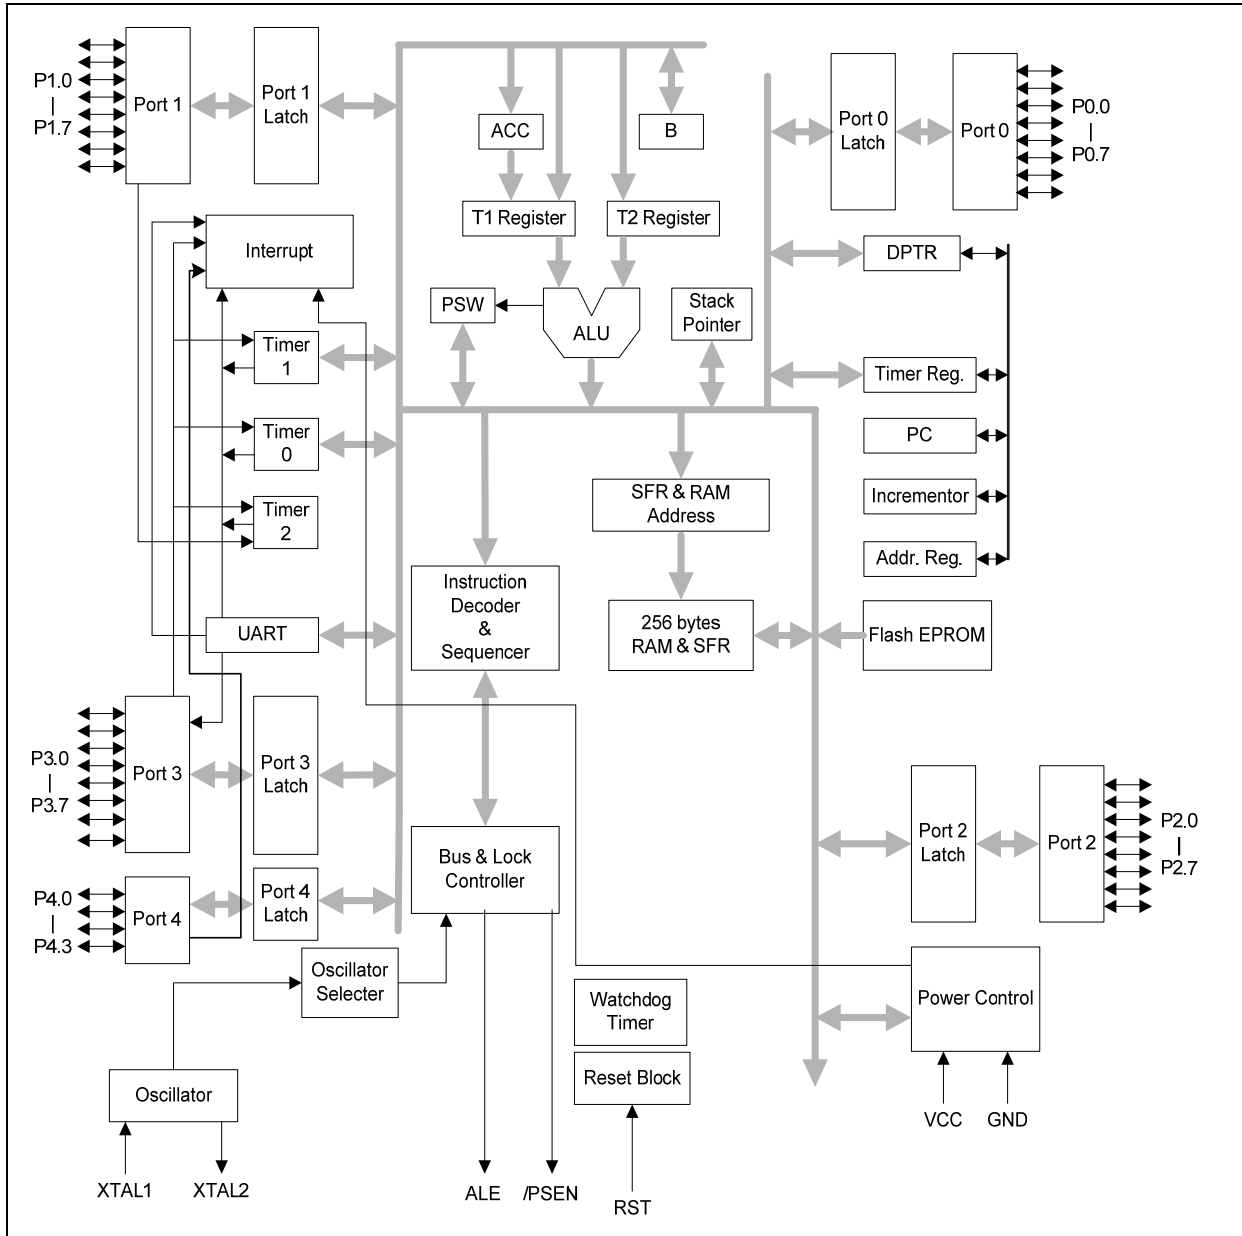 P1.0
|
P1.7
Port 1
Port 1
Latch
ACC
B
Port 0
Latch
Port 0
P0.0
|
P0.7
T1 Register
T2 Register
Interrupt
DPTR
PSW
ALU
Stack
Pointer
Timer
1
Timer Reg.
Timer
0
PC
Timer
2
SFR & RAM
Address
Incrementor
Addr. Reg.
Instruction
Decoder
&
Sequencer
UART
256 bytes
RAM & SFR
Flash EPROM
P3.0
|
P3.7
Port 3
Port 3
Latch
Port 2
Latch
Port 2
P2.0
|
P2.7
Bus & Lock
Controller
P4.0
|
P4.3
Port 4
Port 4
Latch
Oscillator
Selecter
Watchdog
Timer
Power Control
Reset Block
Oscillator
VCC
GND
XTAL1
XTAL2
ALE
/PSEN
RST